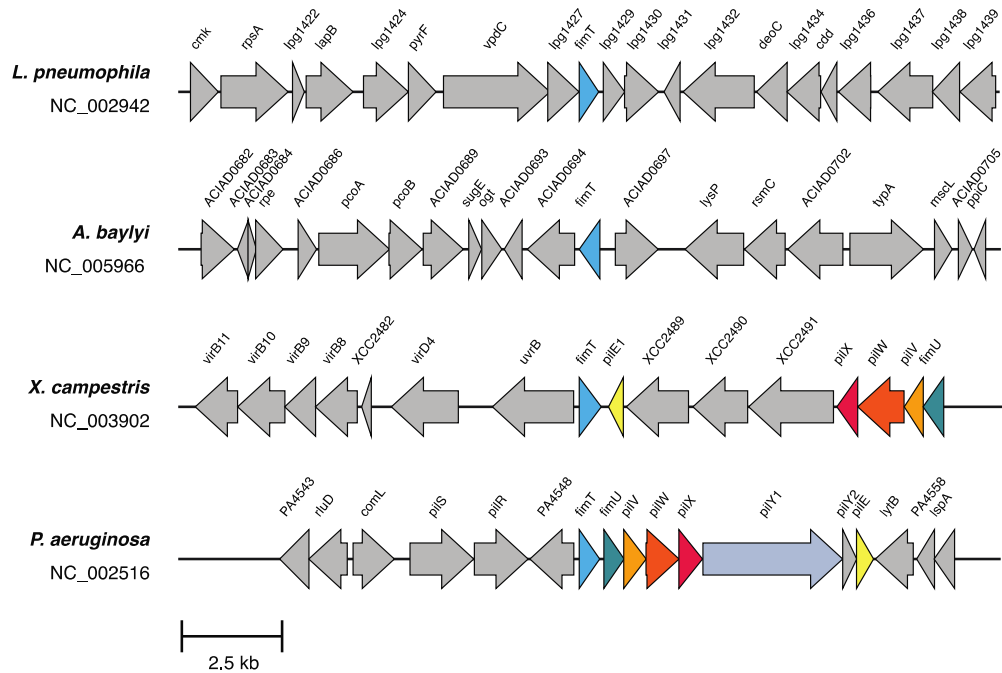 cmk rpsA lpg1422 lapB lpg1424 pyrF vpdC lpg1427 fimT lpg1429 lpg1430 lpg1431 lpg1432 deoC lpg1434 cdd lpg1436 lpg1437 lpg1438 lpg1439
L. pneumophila
NC_002942
ACIAD0682 ACIAD0683 ACIAD0684 rpe ACIAD0686 pcoA pcoB ACIAD0689 sugE ogt ACIAD0693 ACIAD0694 fimT ACIAD0697 lysP rsmC ACIAD0702 typA mscL ACIAD0705 ppiC
A. baylyi
NC_005966
virB11 virB10 virB9 virB8 XCC2482 virD4 uvrB fimT pilE1 XCC2489 XCC2490 XCC2491 pilX pilW pilV fimU
X. campestris
NC_003902
PA4543 rluD comL pilS pilR PA4548 fimT fimU pilV pilW pilX pilY1 pilY2 pilE lytB PA4558 lspA
P. aeruginosa
NC_002516
2.5 kb